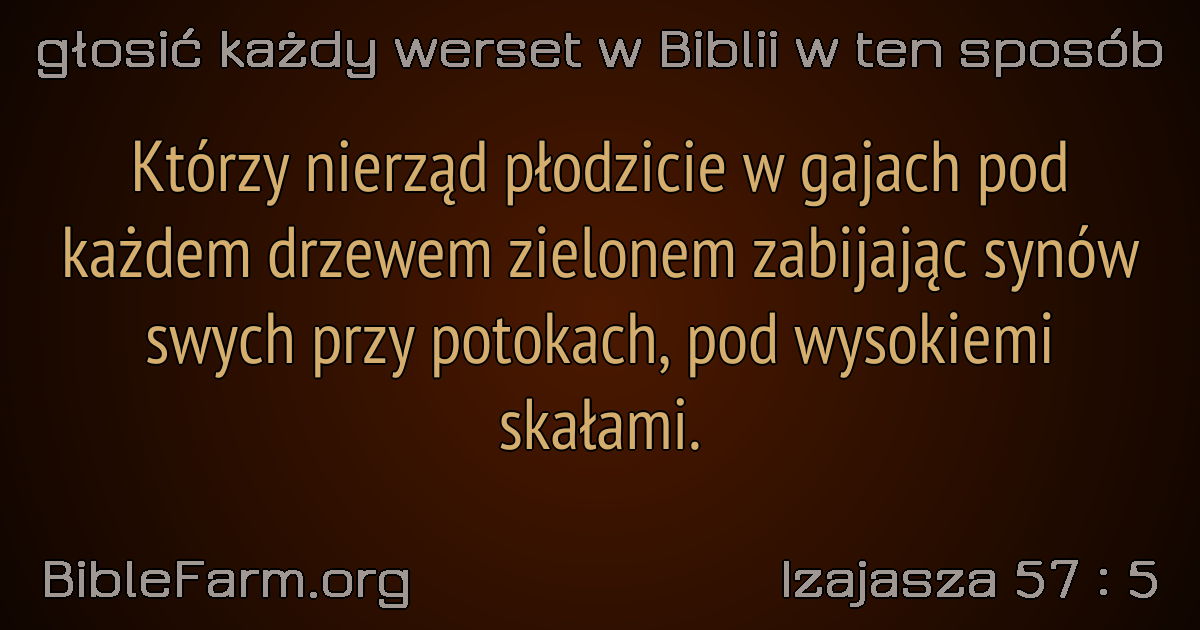 głosić każdy werset w Biblii w ten sposób
Którzy nierząd płodzicie w gajach pod
każdem drzewem zielonem zabijając synów
swych przy potokach, pod wysokiemi
skałami.
BibleFarm.org
Izajasza 57 : 5